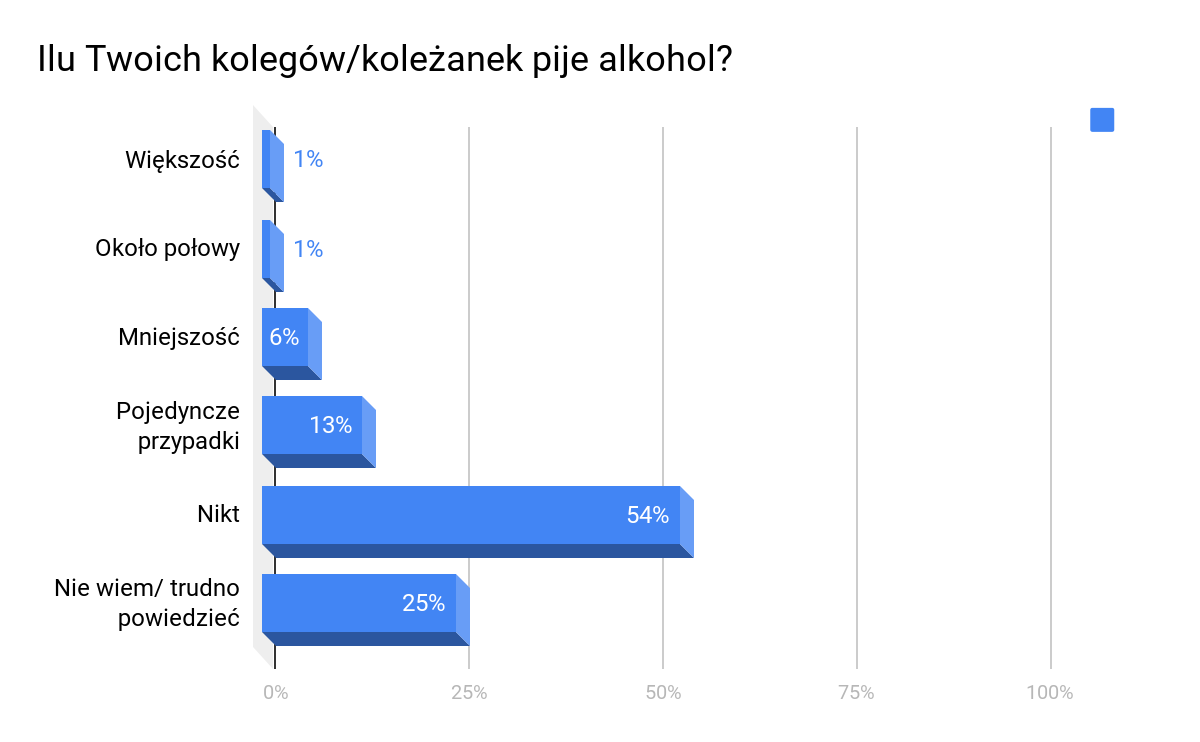 Ilu Twoich kolegów/koleżanek pije alkohol?
Większość
1%
Około połowy
1%
Mniejszość
6%
Pojedyncze
przypadki
13%
Nikt
54%
Nie wiem/ trudno
powiedzieć
25%
0%
25%
50%
75%
100%